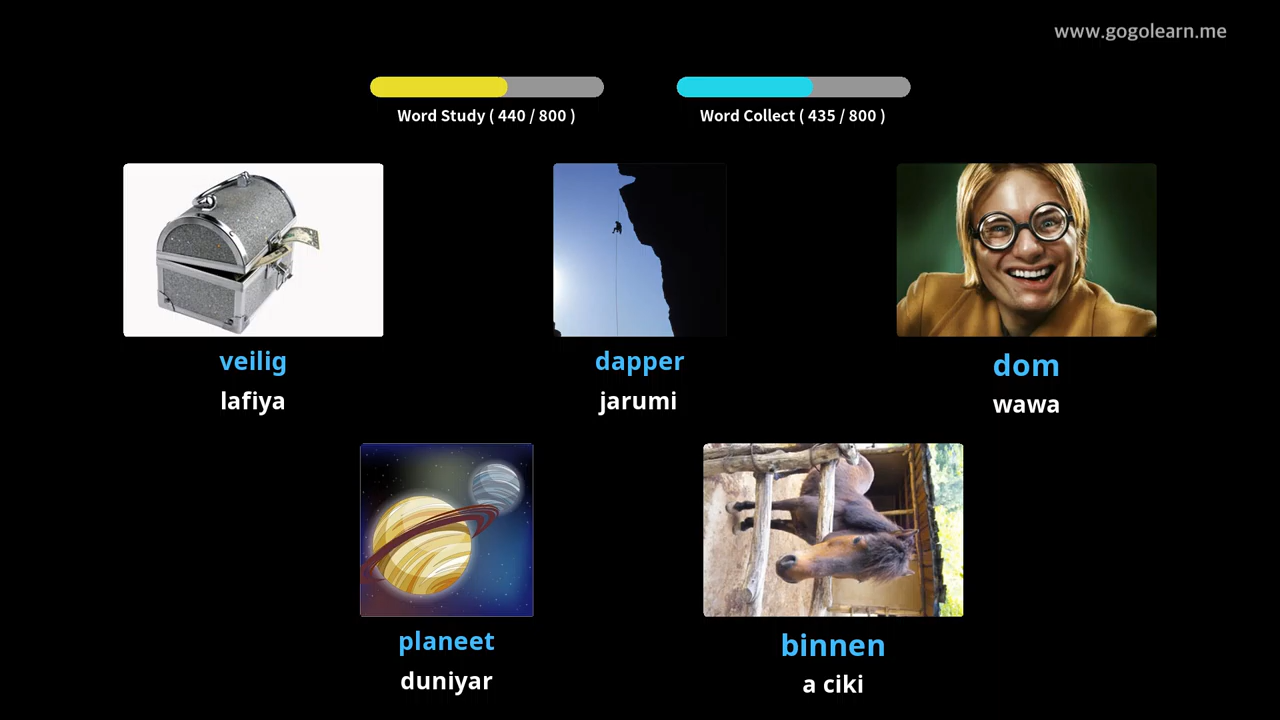 www.gogolearn.me
Word Study ( 440 / 800 )
Word Collect ( 435 / 800 )
veilig
lafiya
dapper
jarumi
dom
wawa
planeet
duniyar
binnen
a ciki